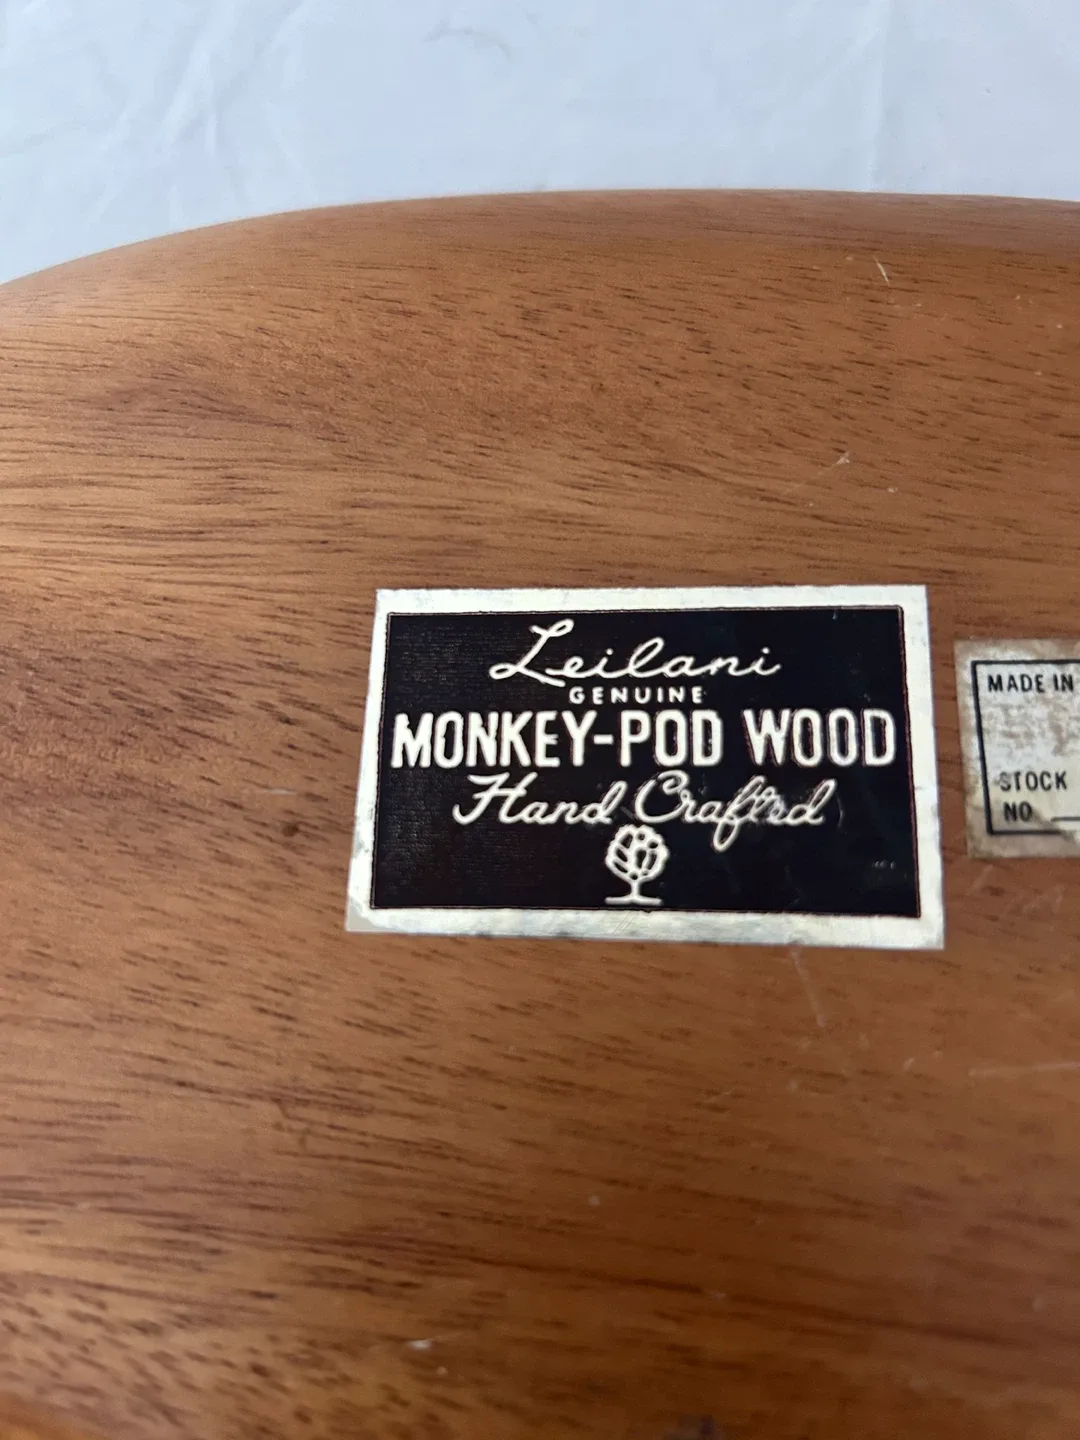 Leilani
GENUINE
MONKEY-POD WOOD
Hand Crafted
MADE IN
STOCK
NO